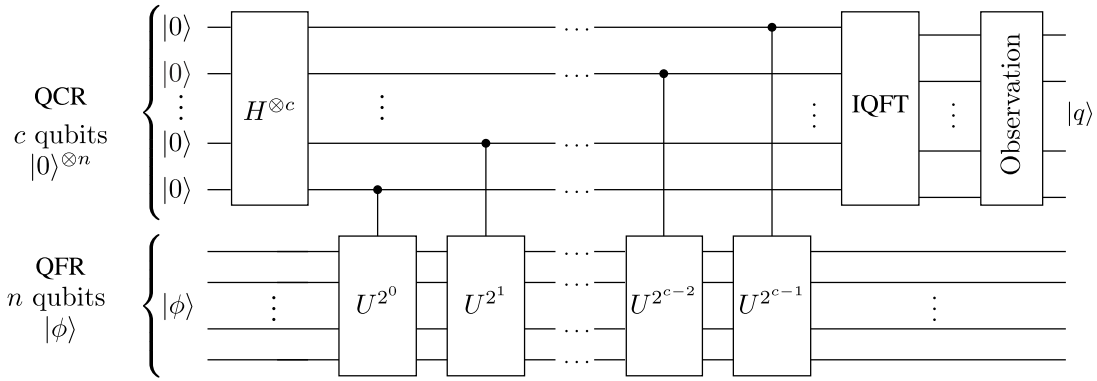 QCR
c qubits
|0⟩^{⊗n}
|0⟩
|0⟩
⋮
|0⟩
|0⟩
H^{⊗c}
⋮
...
...
...
...
⋮
IQFT
⋮
Observation
|q⟩
QFR
n qubits
|ϕ⟩
|ϕ⟩
⋮
U^{2^0}
U^{2^1}
...
...
...
...
U^{2^{c−2}}
U^{2^{c−1}}
⋮